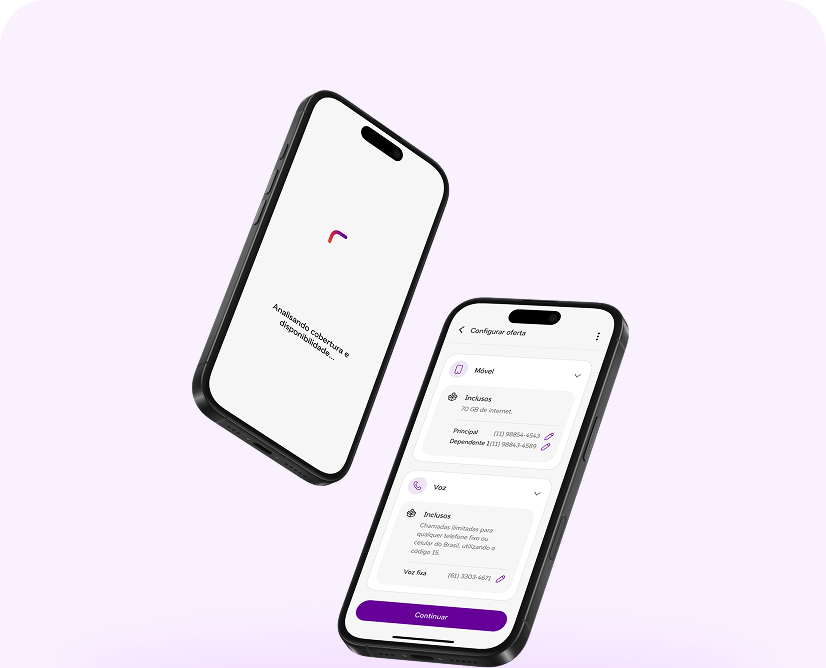 Analisando cobertura e
disponibilidade...
Configurar oferta
Móvel
Inclusos
70 GB de internet.
Principal (11) 98854-4543
Dependente 1 (11) 98843-4589
Voz
Inclusos
Chamadas ilimitadas para
qualquer telefone fixo ou
celular do Brasil, utilizando o
código 15.
Voz fixa (61) 3303-4671
Continuar